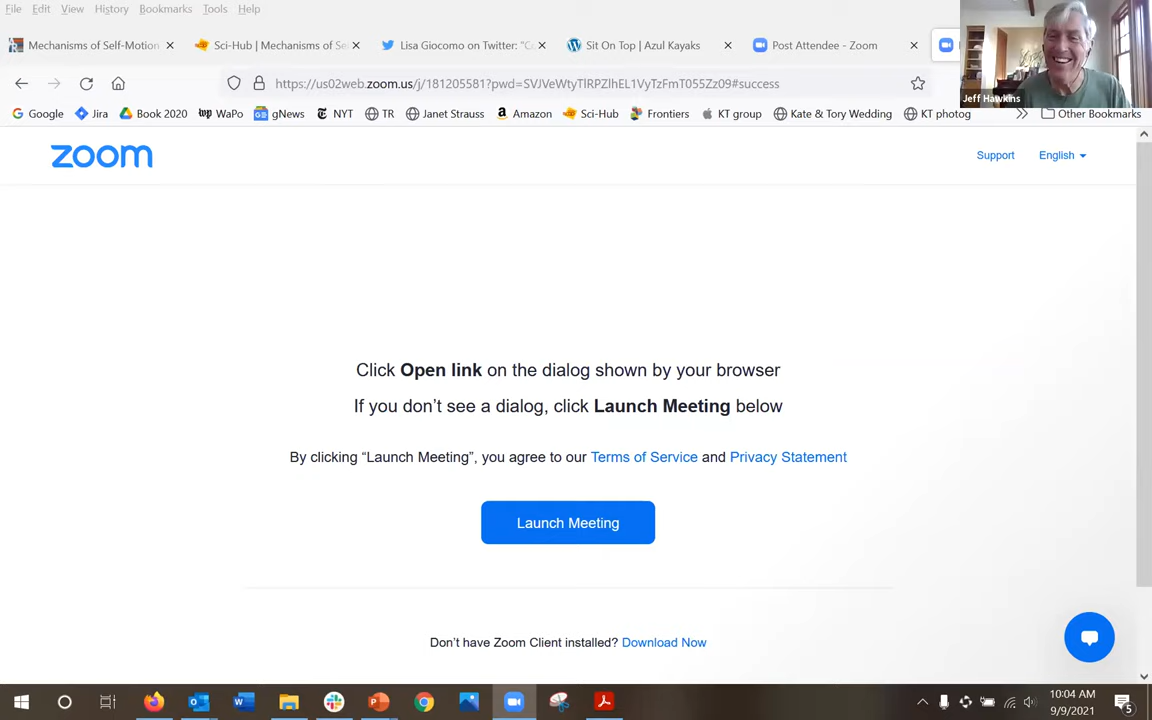 File Edit View History Bookmarks Tools Help
Mechanisms of Self-Motion
Sci-Hub | Mechanisms of Se
Lisa Giocomo on Twitter: "Co
Sit On Top | Azul Kayaks
Post Attendee - Zoom
https://us02web.zoom.us/j/181205581?pwd=SVJVeWtyTlRPZlhEL1VyTzFmT055Zz09#success
Jeff Hawkins
Google Jira Book 2020 WaPo gNews NYT TR Janet Strauss Amazon Sci-Hub Frontiers KT group Kate & Tory Wedding KT photog Other Bookmarks
zoom
Support English
Click Open link on the dialog shown by your browser
If you don't see a dialog, click Launch Meeting below
By clicking “Launch Meeting”, you agree to our Terms of Service and Privacy Statement
Launch Meeting
Don't have Zoom Client installed? Download Now
10:04 AM
9/9/2021
5